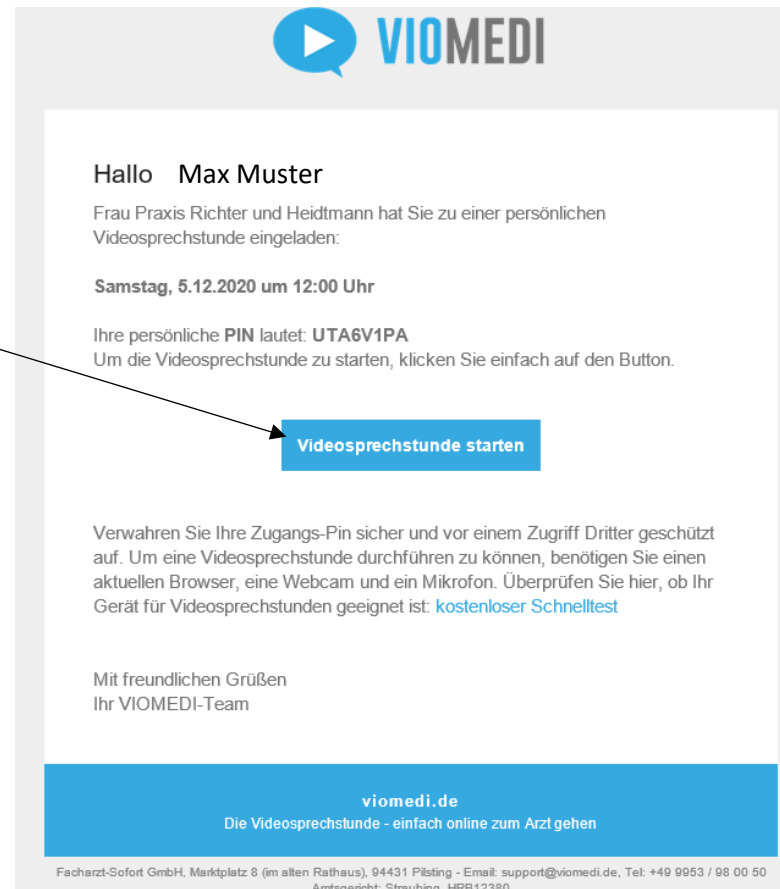 VIOMEDI
Hallo Max Muster
Frau Praxis Richter und Heidtmann hat Sie zu einer persönlichen
Videosprechstunde eingeladen:
Samstag, 5.12.2020 um 12:00 Uhr
Ihre persönliche PIN lautet: UTA6V1PA
Um die Videosprechstunde zu starten, klicken Sie einfach auf den Button.
Videosprechstunde starten
Verwahren Sie Ihre Zugangs-Pin sicher und vor einem Zugriff Dritter geschützt
auf. Um eine Videosprechstunde durchführen zu können, benötigen Sie einen
aktuellen Browser, eine Webcam und ein Mikrofon. Überprüfen Sie hier, ob Ihr
Gerät für Videosprechstunden geeignet ist: kostenloser Schnelltest
Mit freundlichen Grüßen
Ihr VIOMEDI-Team
viomedi.de
Die Videosprechstunde - einfach online zum Arzt gehen
Facharzt-Sofort GmbH, Marktplatz 8 (im alten Rathaus), 94431 Pilsting - Email: support@viomedi.de, Tel: +49 9953 / 98 00 50
Amtsgericht: Straubing, HRB12380